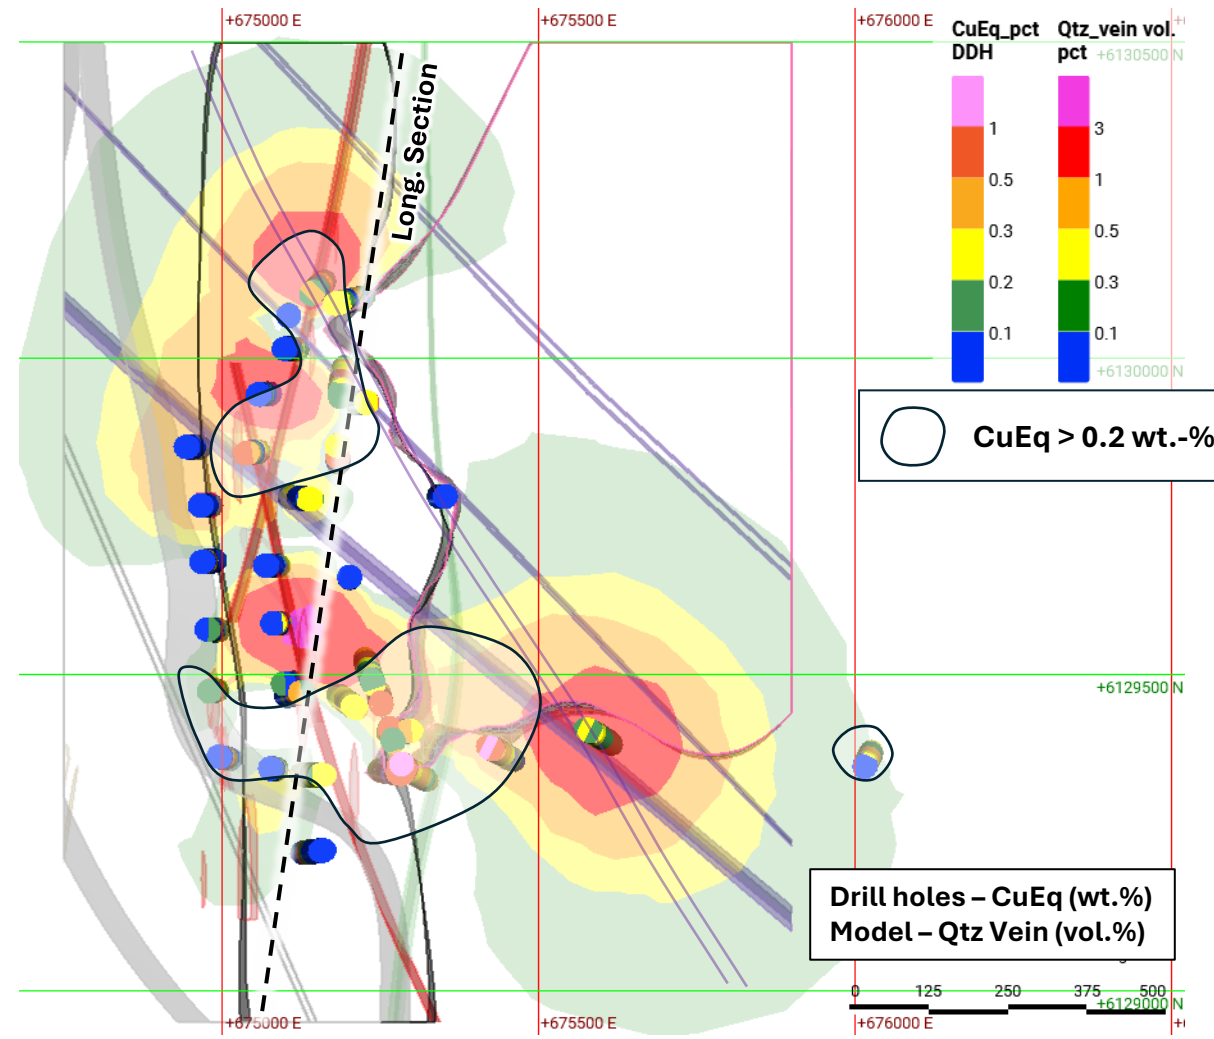 +675000 E
+675500 E
+676000 E
CuEq_pct
DDH
Qtz_vein vol.
pct
+6130500 N
1
0.5
0.3
0.2
0.1
3
1
0.5
0.3
0.1
Long. Section
+6130000 N
CuEq > 0.2 wt.-%
+6129500 N
Drill holes – CuEq (wt.%)
Model – Qtz Vein (vol.%)
0
125
250
375
500
+6129000 N
+675000 E
+675500 E
+676000 E